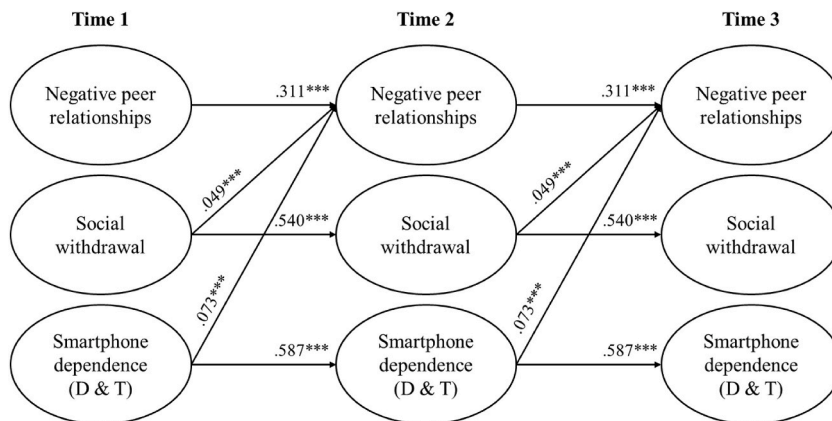 Time 1
Time 2
Time 3
Negative peer
relationships
.311***
Negative peer
relationships
.311***
Negative peer
relationships
.049***
.049***
Social
withdrawal
.540***
Social
withdrawal
.540***
Social
withdrawal
.073***
.073***
Smartphone
dependence
(D & T)
.587***
Smartphone
dependence
(D & T)
.587***
Smartphone
dependence
(D & T)